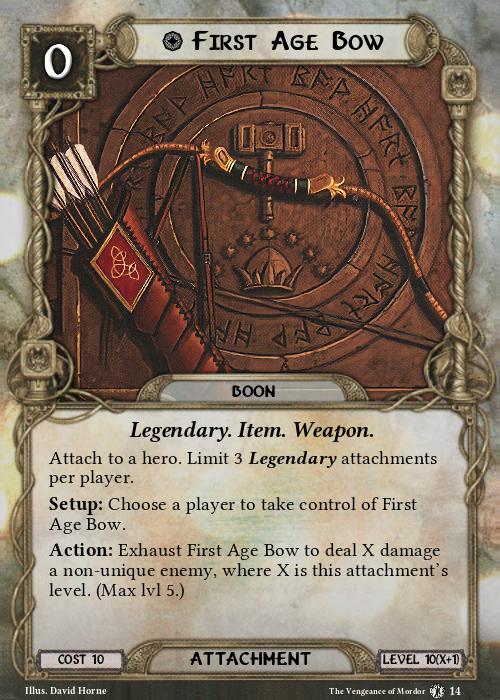 0
First Age Bow
BOON
Legendary. Item. Weapon.
Attach to a hero. Limit 3 Legendary attachments
per player.
Setup: Choose a player to take control of First
Age Bow.
Action: Exhaust First Age Bow to deal X damage
a non-unique enemy, where X is this attachment's
level. (Max lvl 5.)
COST 10
ATTACHMENT
LEVEL 10(X+1)
Illus. David Horne
The Vengeance of Mordor
14